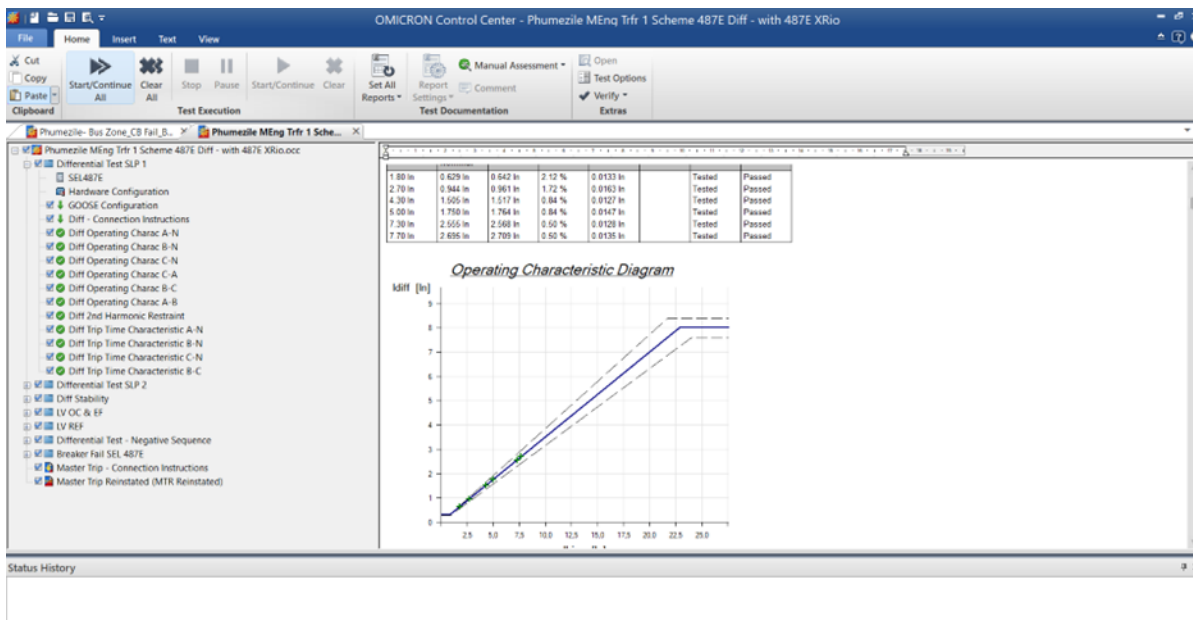 OMICRON Control Center - Phumezile MEng Trfr 1 Scheme 487E Diff - with 487E XRio
File Home Insert Text View
Cut
Copy
Paste
Clipboard
Start/Continue All
Clear All
Stop
Pause
Start/Continue
Clear
Test Execution
Set All Reports
Report Settings
Manual Assessment
Comment
Test Documentation
Open
Test Options
Verify
Extras
Phumezile- Bus Zone_CB Fail_B... Phumezile MEng Trfr 1 Sche...
Phumezile MEng Trfr 1 Scheme 487E Diff - with 487E XRio.occ
Differential Test SLP 1
SEL487E
Hardware Configuration
GOOSE Configuration
Diff - Connection Instructions
Diff Operating Charac A-N
Diff Operating Charac B-N
Diff Operating Charac C-N
Diff Operating Charac C-A
Diff Operating Charac B-C
Diff Operating Charac A-B
Diff 2nd Harmonic Restraint
Diff Trip Time Characteristic A-N
Diff Trip Time Characteristic B-N
Diff Trip Time Characteristic C-N
Diff Trip Time Characteristic B-C
Differential Test SLP 2
Diff Stability
LV OC & EF
LV REF
Differential Test - Negative Sequence
Breaker Fail SEL 487E
Master Trip - Connection Instructions
Master Trip Reinstated (MTR Reinstated)
1.80 In 0.629 In 0.642 In 2.12 % 0.0133 In Tested Passed
2.70 In 0.944 In 0.961 In 1.72 % 0.0163 In Tested Passed
4.30 In 1.505 In 1.517 In 0.84 % 0.0127 In Tested Passed
5.00 In 1.750 In 1.764 In 0.84 % 0.0147 In Tested Passed
7.30 In 2.555 In 2.568 In 0.50 % 0.0128 In Tested Passed
7.70 In 2.695 In 2.709 In 0.50 % 0.0135 In Tested Passed
Operating Characteristic Diagram
Idiff [In]
9
8
7
6
5
4
3
2
1
0
2.5 5.0 7.5 10.0 12.5 15.0 17.5 20.0 22.5 25.0
Status History